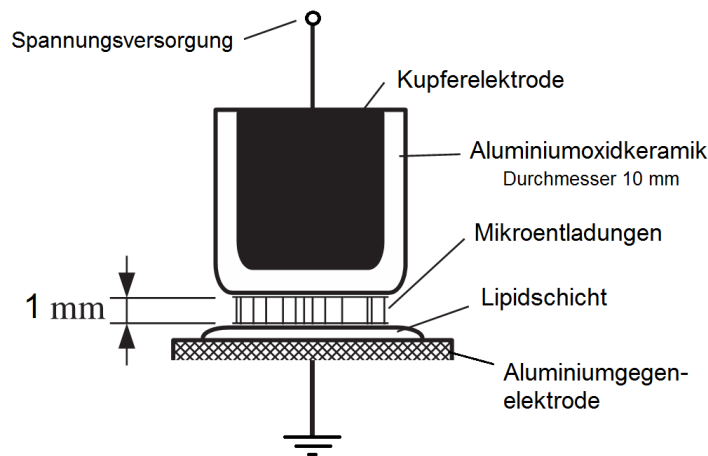 Spannungsversorgung
Kupferelektrode
Aluminiumoxidkeramik
Durchmesser 10 mm
Mikroentladungen
1 mm
Lipidschicht
Aluminiumgegen-
elektrode